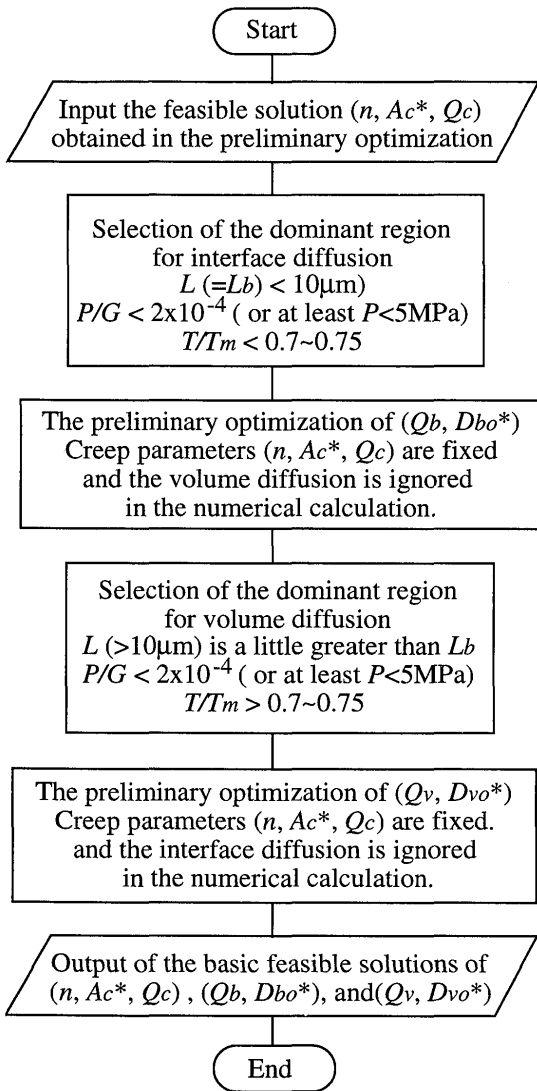 Start
Input the feasible solution (n, Ac*, Qc)
obtained in the preliminary optimization
Selection of the dominant region
for interface diffusion
L (=Lb) < 10μm)
P/G < 2x10⁻⁴ ( or at least P<5MPa)
T/Tm < 0.7~0.75
The preliminary optimization of (Qb, Dbo*)
Creep parameters (n, Ac*, Qc) are fixed
and the volume diffusion is ignored
in the numerical calculation.
Selection of the dominant region
for volume diffusion
L (>10μm) is a little greater than Lb
P/G < 2x10⁻⁴ ( or at least P<5MPa)
T/Tm > 0.7~0.75
The preliminary optimization of (Qv, Dvo*)
Creep parameters (n, Ac*, Qc) are fixed.
and the interface diffusion is ignored
in the numerical calculation.
Output of the basic feasible solutions of
(n, Ac*, Qc) , (Qb, Dbo*), and(Qv, Dvo*)
End